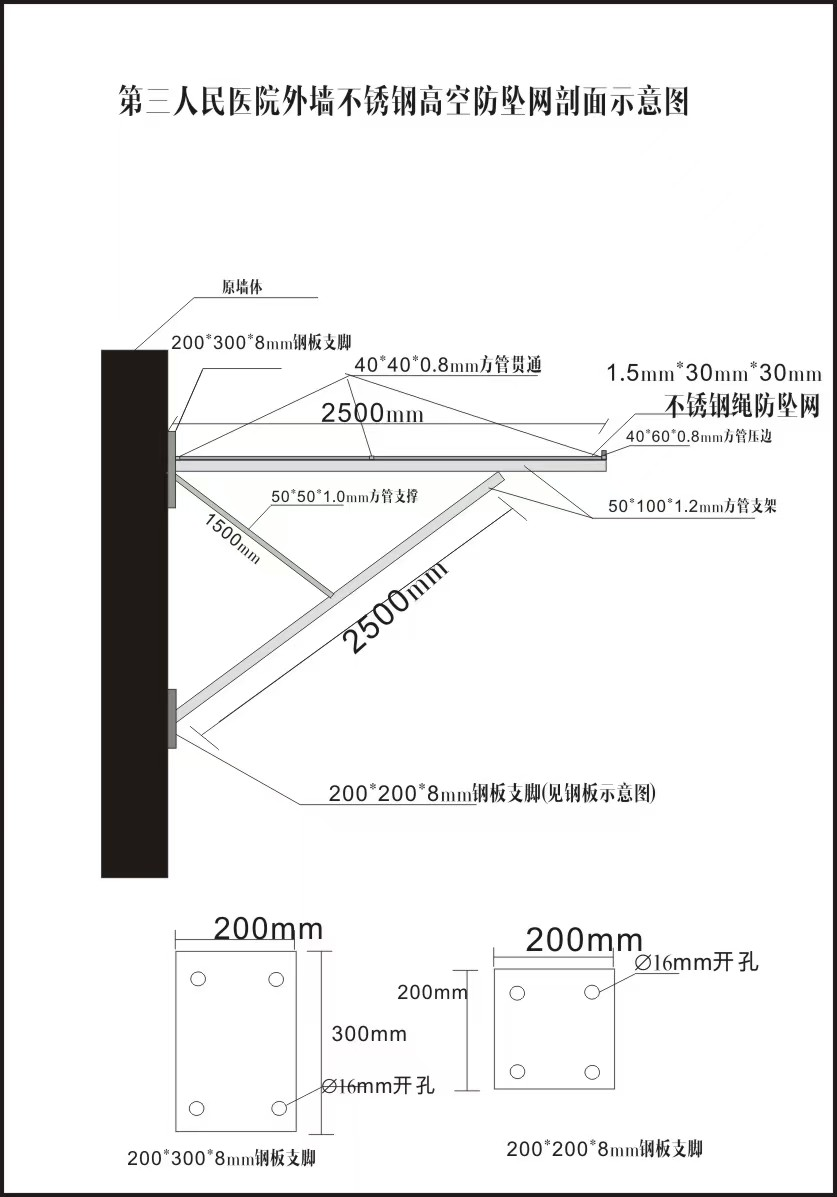 第三人民医院外墙不锈钢高空防坠网剖面示意图
原墙体
200*300*8mm钢板支脚
40*40*0.8mm方管贯通
1.5mm*30mm*30mm
不锈钢绳防坠网
2500mm
40*60*0.8mm方管压边
50*50*1.0mm方管支撑
50*100*1.2mm方管支架
1500mm
2500mm
200*200*8mm钢板支脚(见钢板示意图)
200mm
200mm
∅16mm开孔
200mm
300mm
∅16mm开孔
200*300*8mm钢板支脚
200*200*8mm钢板支脚